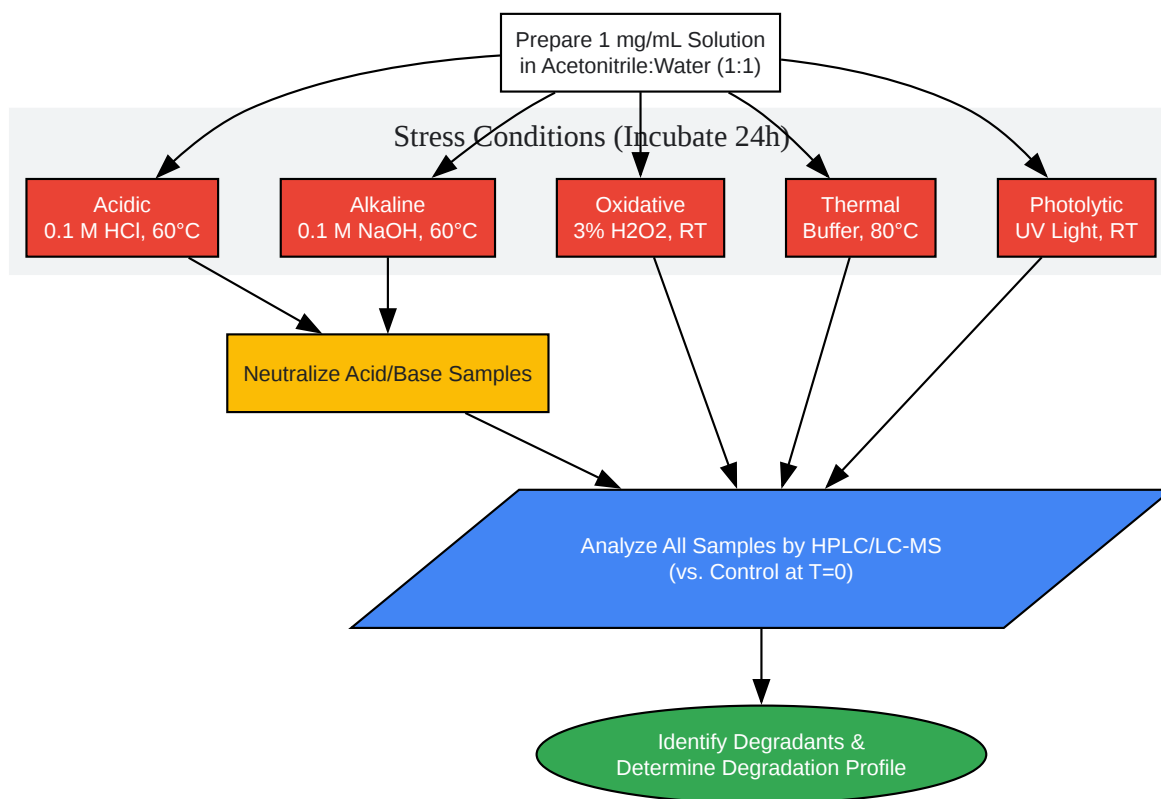 Prepare 1 mg/mL Solution
in Acetonitrile:Water (1:1)
Stress Conditions (Incubate 24h)
Acidic
0.1 M HCl, 60°C
Alkaline
0.1 M NaOH, 60°C
Oxidative
3% H2O2, RT
Thermal
Buffer, 80°C
Photolytic
UV Light, RT
Neutralize Acid/Base Samples
Analyze All Samples by HPLC/LC-MS
(vs. Control at T=0)
Identify Degradants &
Determine Degradation Profile